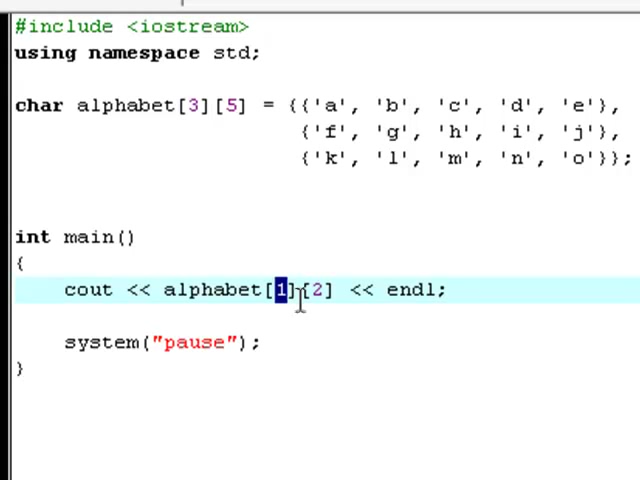 #include <iostream>
using namespace std;
char alphabet[3][5] = {{'a', 'b', 'c', 'd', 'e'},
{'f', 'g', 'h', 'i', 'j'},
{'k', 'l', 'm', 'n', 'o'}};
int main()
{
cout << alphabet[1][2] << endl;
system("pause");
}